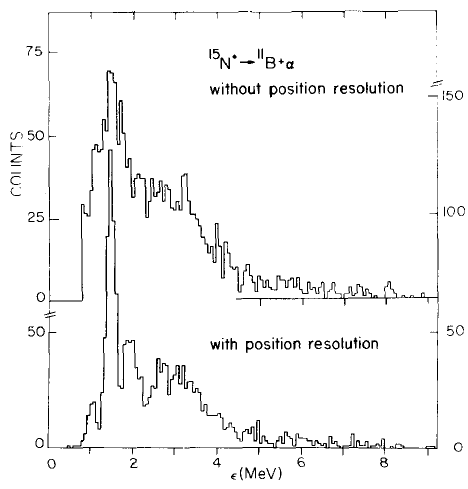 75
¹⁵N*→¹¹B+α
without position resolution
150
50
COUNTS
25
100
0
50
with position resolution
50
0
0
0 2 4 6 8
ε(MeV)